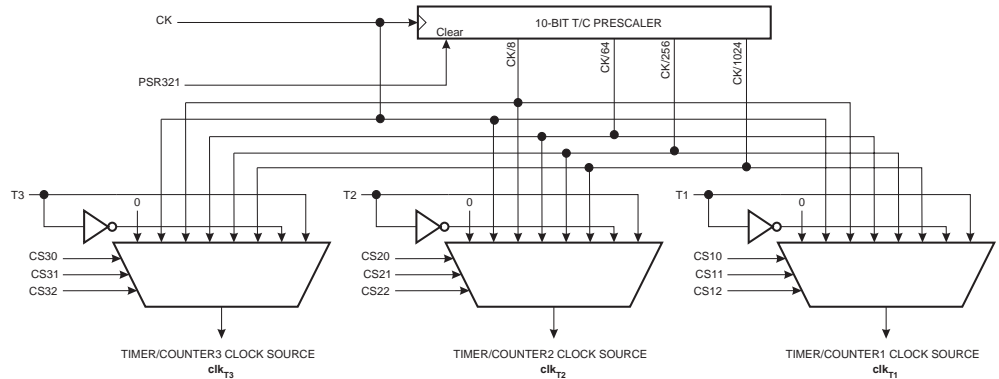 CK
10-BIT T/C PRESCALER
Clear
CK/8
CK/64
CK/256
CK/1024
PSR321
T3
T2
T1
0
0
0
CS30
CS31
CS32
CS20
CS21
CS22
CS10
CS11
CS12
TIMER/COUNTER3 CLOCK SOURCE
clkT3
TIMER/COUNTER2 CLOCK SOURCE
clkT2
TIMER/COUNTER1 CLOCK SOURCE
clkT1